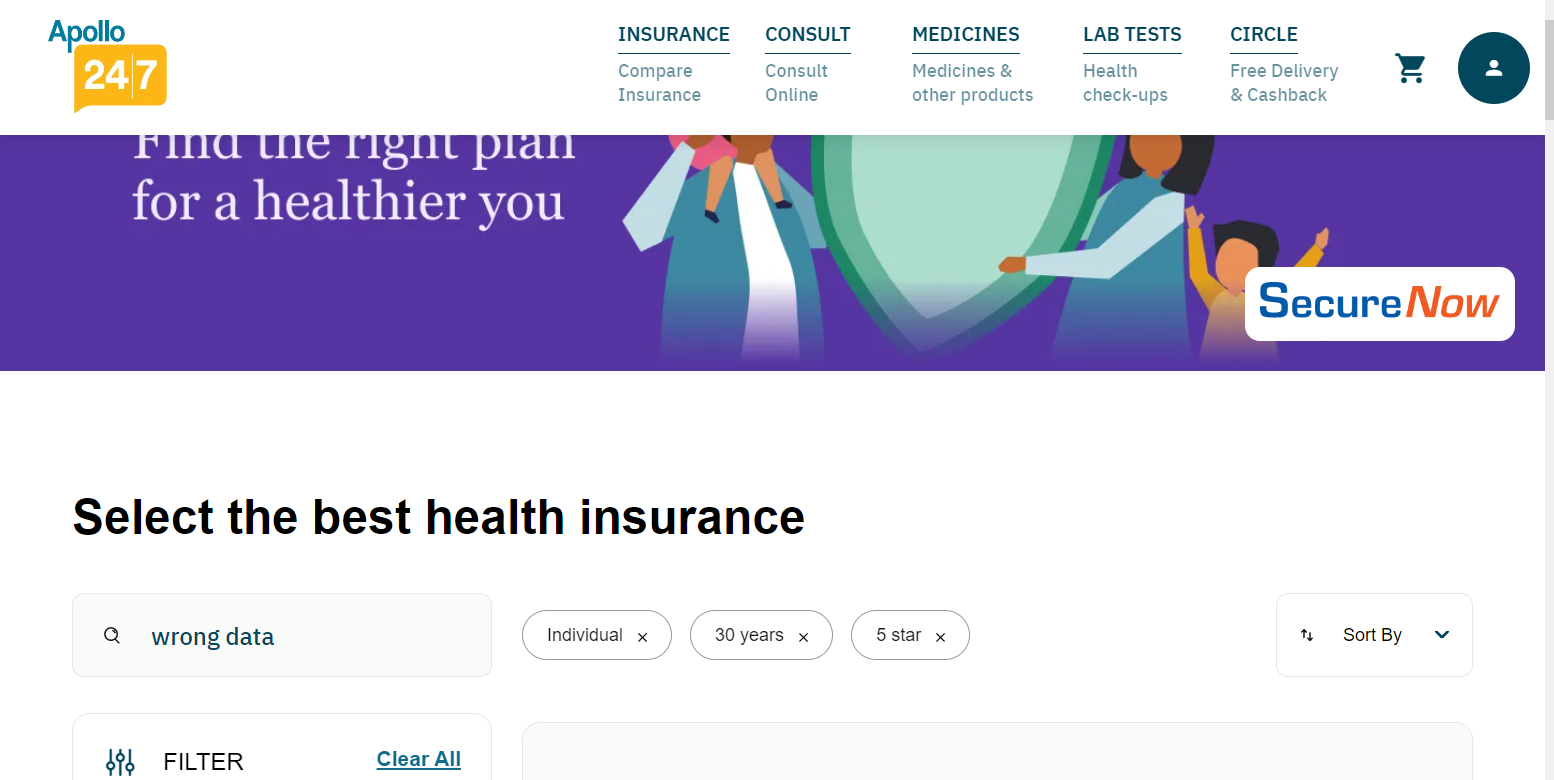 Apollo
24|7
INSURANCE
Compare
Insurance
CONSULT
Consult
Online
MEDICINES
Medicines &
other products
LAB TESTS
Health
check-ups
CIRCLE
Free Delivery
& Cashback
Find the right plan
for a healthier you
SecureNow
Select the best health insurance
wrong data
Individual ×
30 years ×
5 star ×
Sort By
FILTER
Clear All